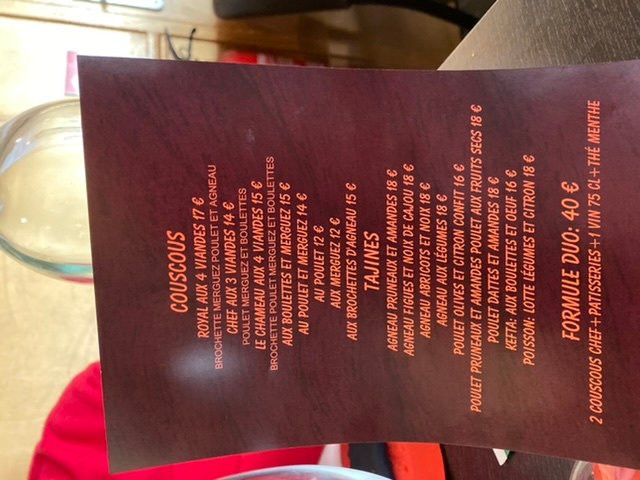 COUSCOUS
ROYAL AUX 4 VIANDES 17 €
BROCHETTE MERGUEZ POULET ET AGNEAU
CHEF AUX 3 VIANDES 14 €
POULET MERGUEZ ET BOULETTES
LE CHAMEAU AUX 4 VIANDES 15 €
BROCHETTE POULET MERGUEZ ET BOULETTES
AUX BOULETTES ET MERGUEZ 15 €
AU POULET ET MERGUEZ 14 €
AU POULET 12 €
AUX MERGUEZ 12 €
AUX BROCHETTES D'AGNEAU 15 €
TAJINES
AGNEAU PRUNEAUX ET AMANDES 18 €
AGNEAU FIGUES ET NOIX DE CAJOU 18 €
AGNEAU ABRICOTS ET NOIX 18 €
AGNEAU AUX LÉGUMES 18 €
POULET OLIVES ET CITRON CONFIT 16 €
POULET PRUNEAUX ET AMANDES POULET AUX FRUITS SECS 18 €
POULET DATTES ET AMANDES 18 €
KEFTA: AUX BOULETTES ET OEUF 16 €
POISSON: LOTTE LÉGUMES ET CITRON 18 €
FORMULE DUO: 40 €
2 COUSCOUS CHEF+PATISSERIES+1 VIN 75 CL+THÉ MENTHE